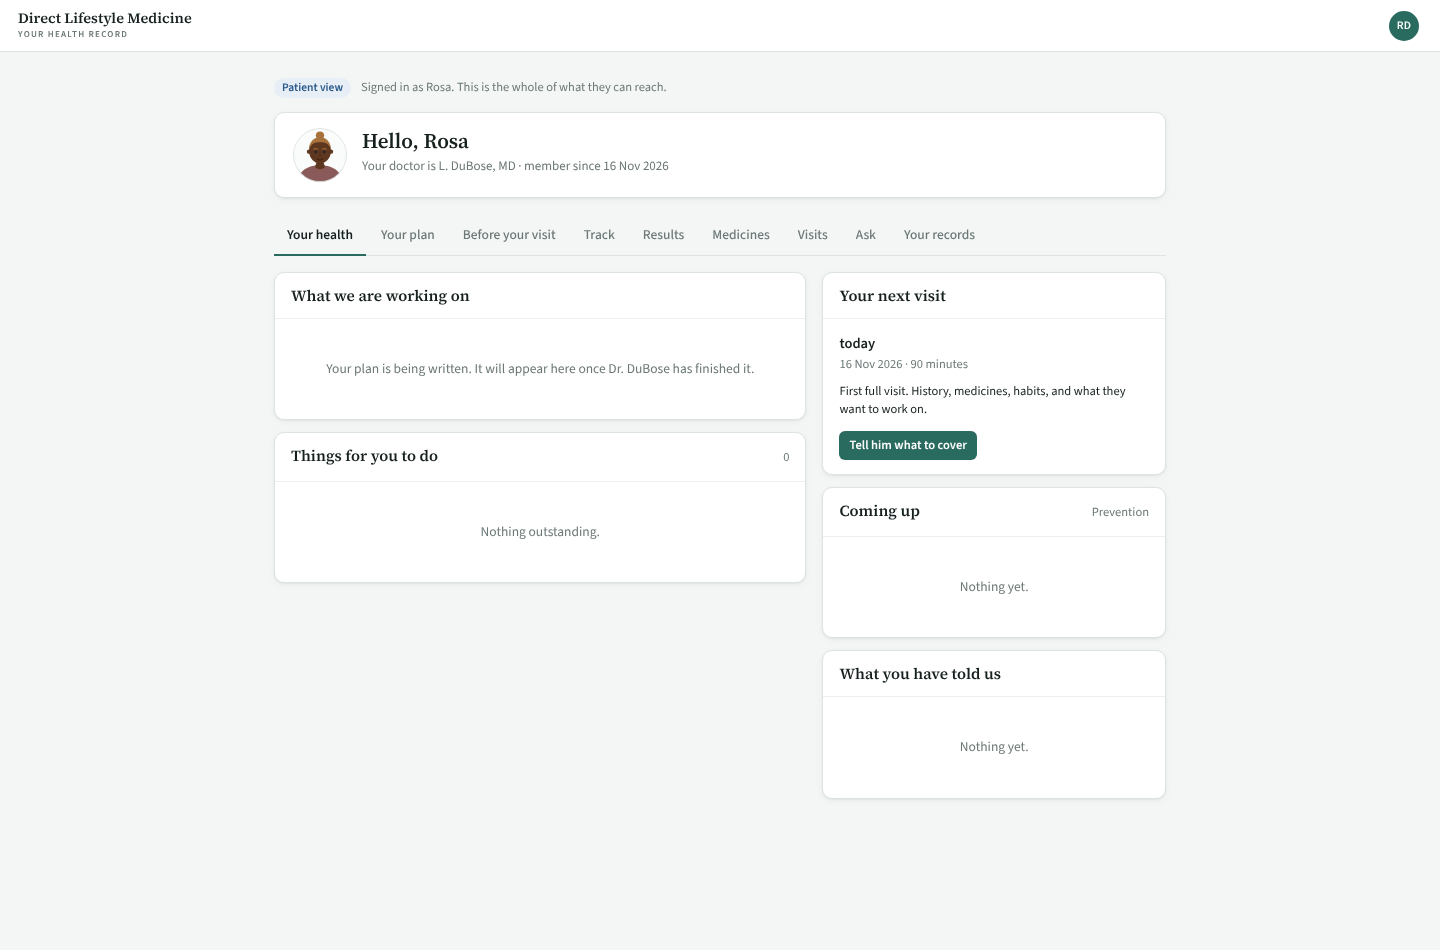 Direct Lifestyle Medicine
YOUR HEALTH RECORD
RD
Patient view
Signed in as Rosa. This is the whole of what they can reach.
Hello, Rosa
Your doctor is L. DuBose, MD · member since 16 Nov 2026
Your health
Your plan
Before your visit
Track
Results
Medicines
Visits
Ask
Your records
What we are working on
Your plan is being written. It will appear here once Dr. DuBose has finished it.
Things for you to do
0
Nothing outstanding.
Your next visit
today
16 Nov 2026 · 90 minutes
First full visit. History, medicines, habits, and what they
want to work on.
Tell him what to cover
Coming up
Prevention
Nothing yet.
What you have told us
Nothing yet.